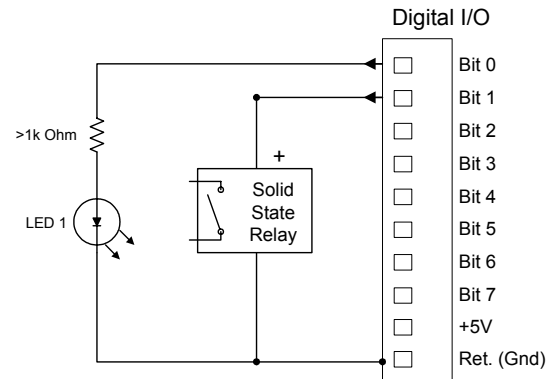 Digital I/O
Bit 0
Bit 1
Bit 2
>1k Ohm
+
Bit 3
Solid
State
Relay
Bit 4
LED 1
Bit 5
Bit 6
Bit 7
+5V
Ret. (Gnd)